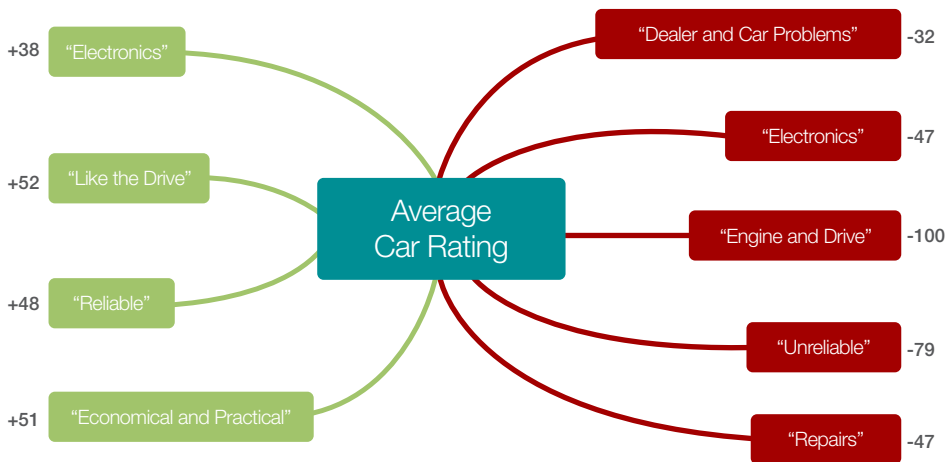 +38 “Electronics”
+52 “Like the Drive”
+48 “Reliable”
+51 “Economical and Practical”
Average
Car Rating
“Dealer and Car Problems” -32
“Electronics” -47
“Engine and Drive” -100
“Unreliable” -79
“Repairs” -47